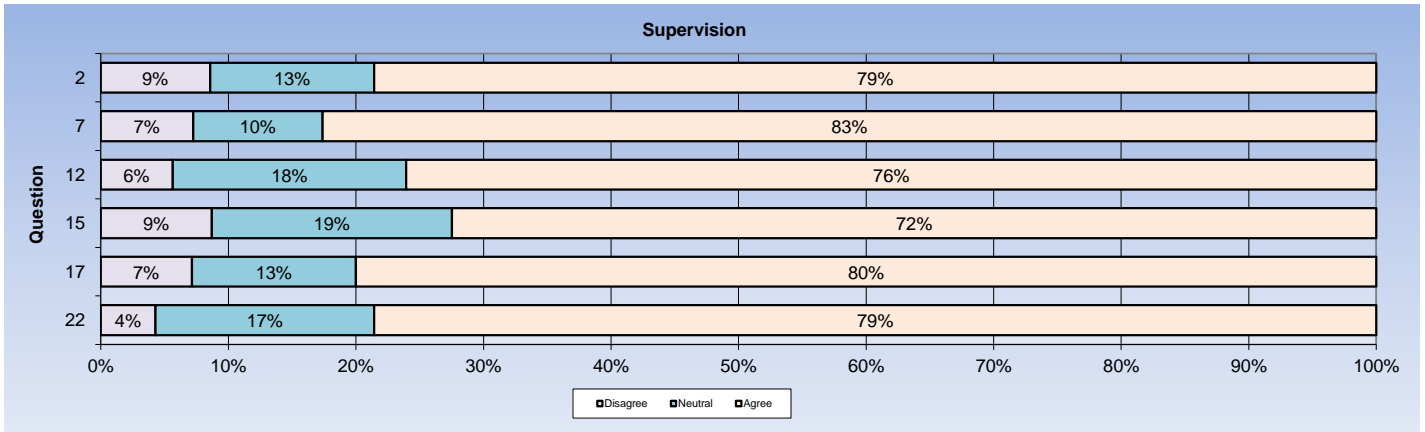 Supervision
2 9% 13% 79%
7 7% 10% 83%
12 6% 18% 76%
Question
15 9% 19% 72%
17 7% 13% 80%
22 4% 17% 79%
0% 10% 20% 30% 40% 50% 60% 70% 80% 90% 100%
Disagree Neutral Agree